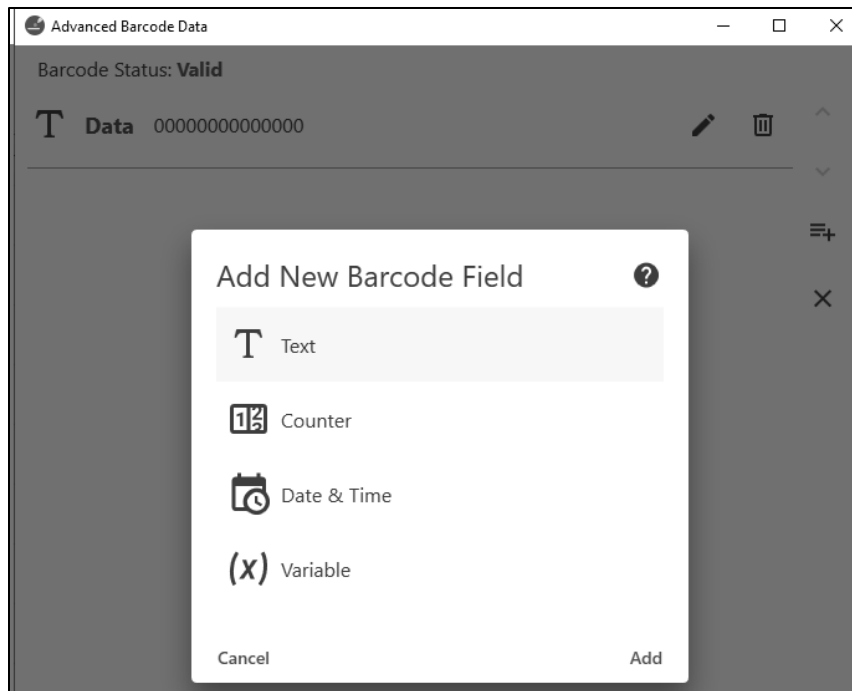 Advanced Barcode Data
Barcode Status: Valid
Data 00000000000000
Add New Barcode Field
Text
Counter
Date & Time
(x) Variable
Cancel Add